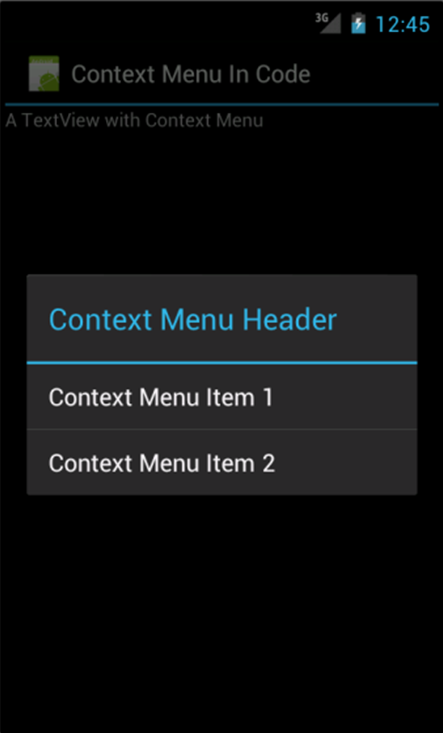 3G 12:45
Context Menu In Code
A TextView with Context Menu
Context Menu Header
Context Menu Item 1
Context Menu Item 2